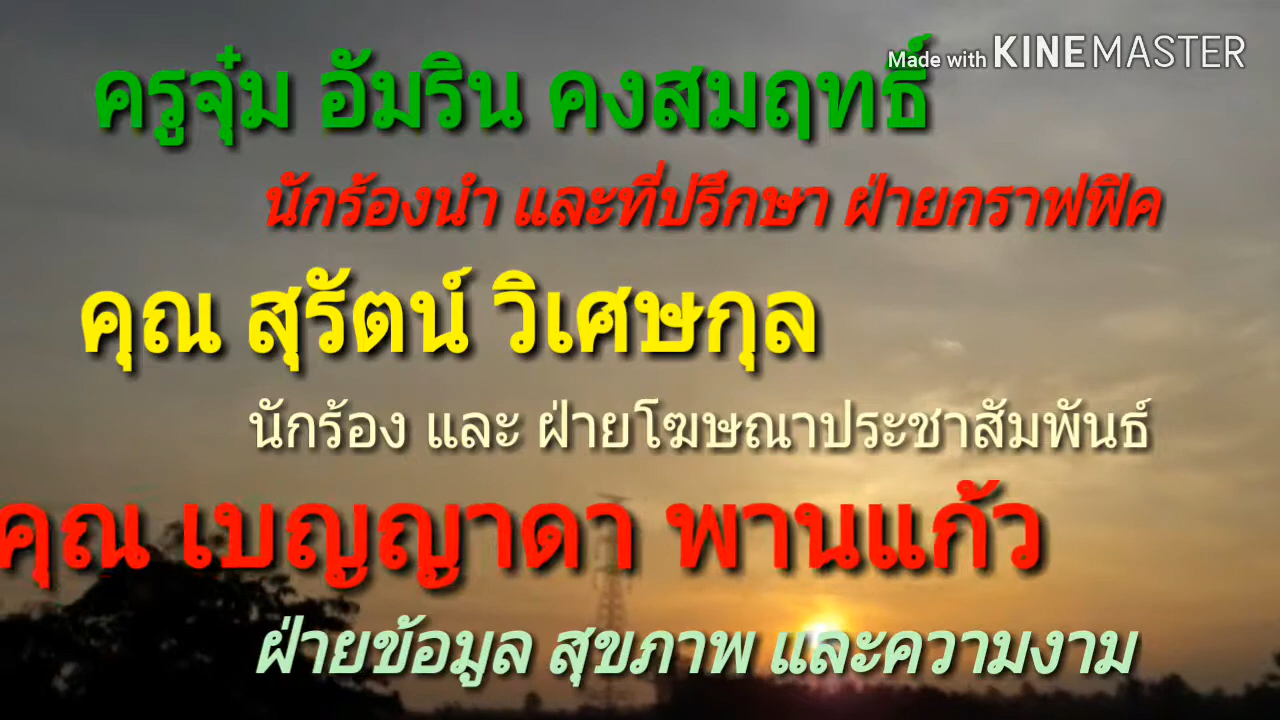 Made with KINEMASTER
ครูจุ๋ม อัมริน คงสมฤทธิ์
นักร้องนำ และที่ปรึกษา ฝ่ายกราฟฟิค
คุณ สุรัตน์ วิเศษกุล
นักร้อง และ ฝ่ายโฆษณาประชาสัมพันธ์
คุณ เบญญาดา พานแก้ว
ฝ่ายข้อมูล สุขภาพ และความงาม